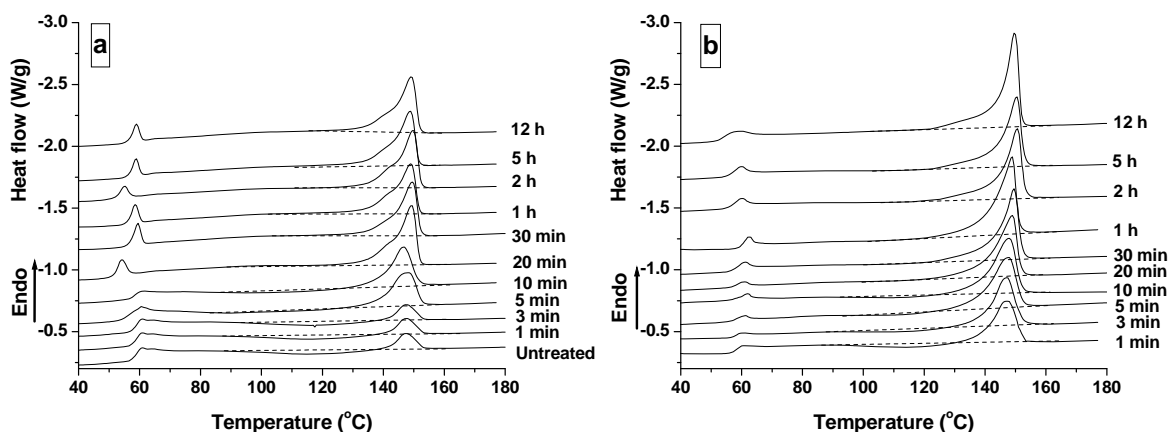 a
Heat flow (W/g)
Endo
-3.0
-2.5
-2.0
-1.5
-1.0
-0.5
12 h
5 h
2 h
1 h
30 min
20 min
10 min
5 min
3 min
1 min
Untreated
40 60 80 100 120 140 160 180
Temperature (°C)
b
Heat flow (W/g)
Endo
-3.0
-2.5
-2.0
-1.5
-1.0
-0.5
12 h
5 h
2 h
1 h
30 min
20 min
10 min
5 min
3 min
1 min
40 60 80 100 120 140 160 180
Temperature (°C)